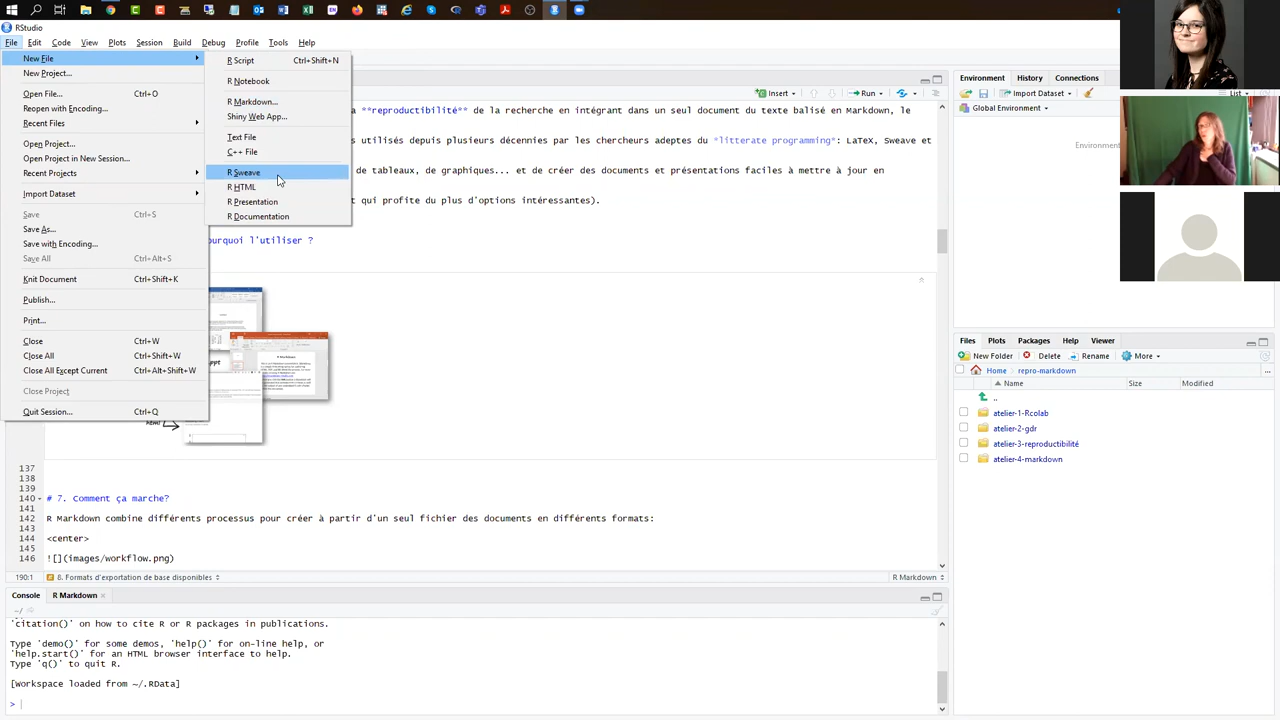 RStudio
File Edit Code View Plots Session Build Debug Profile Tools Help
New File
New Project...
Open File... Ctrl+O
Reopen with Encoding...
Recent Files
Open Project...
Open Project in New Session...
Recent Projects
Import Dataset
Save Ctrl+S
Save As...
Save with Encoding...
Save All Ctrl+Alt+S
Knit Document Ctrl+Shift+K
Publish...
Print...
Close Ctrl+W
Close All Ctrl+Shift+W
Close All Except Current Ctrl+Alt+Shift+W
Close Project
Quit Session... Ctrl+Q
R Script Ctrl+Shift+N
R Notebook
R Markdown...
Shiny Web App...
Text File
C++ File
R Sweave
R HTML
R Presentation
R Documentation
Insert Run
a **reproductibilité** de la recherche en intégrant dans un seul document du texte balisé en Markdown, le
s utilisés depuis plusieurs décennies par les chercheurs adeptes du *litterate programming*: LaTeX, Sweave et
de tableaux, de graphiques... et de créer des documents et présentations faciles à mettre à jour en
t qui profite du plus d'options intéressantes).
ourquoi l'utiliser ?
137
138
139
140 # 7. Comment ça marche?
141
142 R Markdown combine différents processus pour créer à partir d'un seul fichier des documents en différents formats:
143
144 <center>
145
146 ![](images/workflow.png)
190:1 8. Formats d'exportation de base disponibles R Markdown
Console R Markdown
~/
'citation()' on how to cite R or R packages in publications.
Type 'demo()' for some demos, 'help()' for on-line help, or
'help.start()' for an HTML browser interface to help.
Type 'q()' to quit R.
[Workspace loaded from ~/.RData]
>
Environment History Connections
Import Dataset List
Global Environment
Environmen
Files Plots Packages Help Viewer
New Folder Delete Rename More
Home repro-markdown
Name Size Modified
..
atelier-1-Rcolab
atelier-2-gdr
atelier-3-reproductibilité
atelier-4-markdown